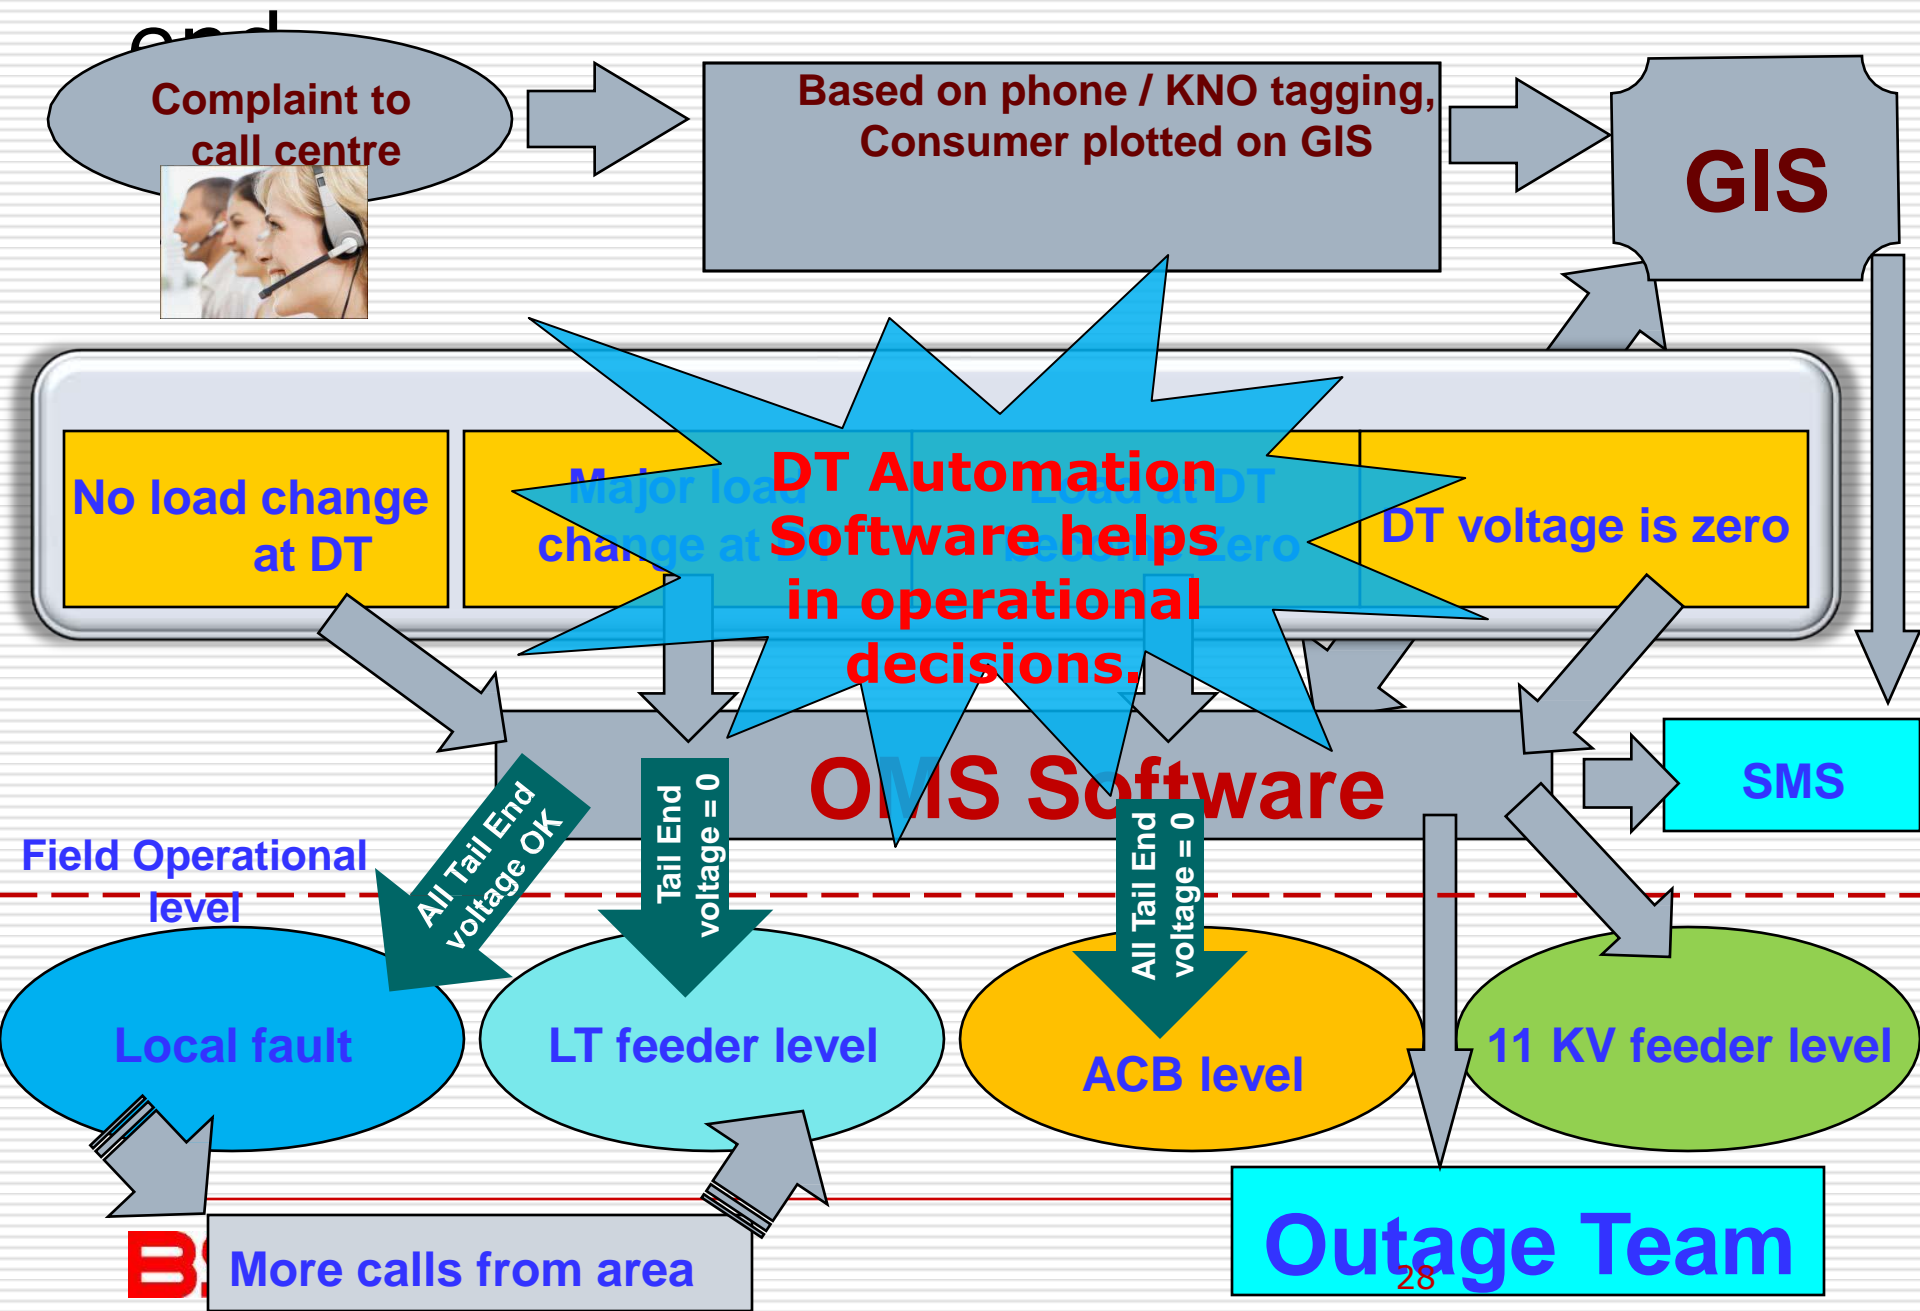 Complaint to
call centre
Based on phone / KNO tagging,
Consumer plotted on GIS
GIS
No load change
at DT
Major load
change at DT
Load at DT
become Zero
DT voltage is zero
DT Automation
Software helps
in operational
decisions.
OMS Software
SMS
All Tail End
voltage OK
Tail End
voltage = 0
All Tail End
voltage = 0
Field Operational
level
Local fault
LT feeder level
ACB level
11 KV feeder level
More calls from area
Outage Team
28